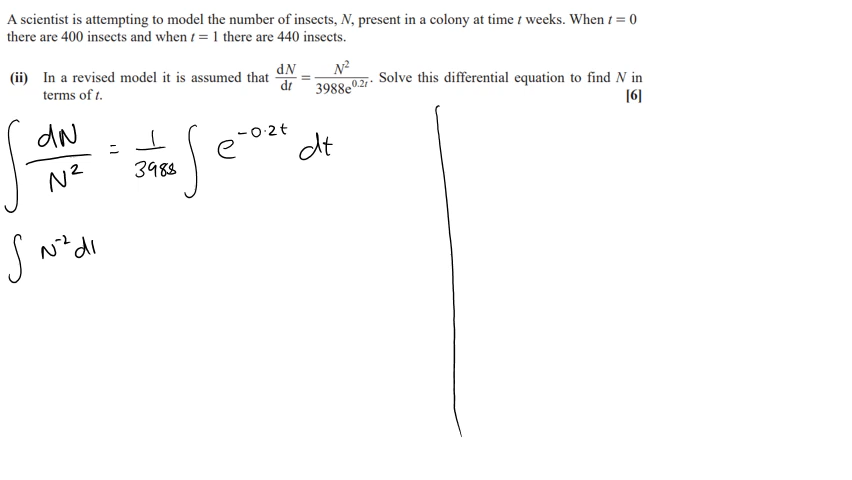 A scientist is attempting to model the number of insects, N, present in a colony at time t weeks. When t = 0
there are 400 insects and when t = 1 there are 440 insects.
(ii) In a revised model it is assumed that dN/dt = N²/3988e^0.2t. Solve this differential equation to find N in
terms of t. [6]
∫ dN/N² = 1/3988 ∫ e^-0.2t dt
∫ N^-2 d